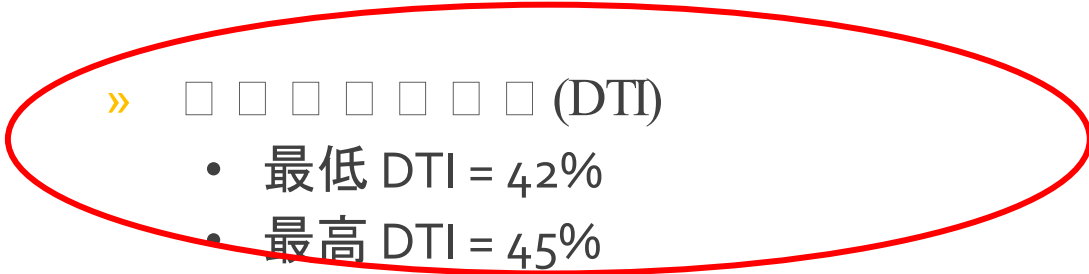 » □ □ □ □ □ □ □ (DTI)
• 最低 DTI = 42%
• 最高 DTI = 45%